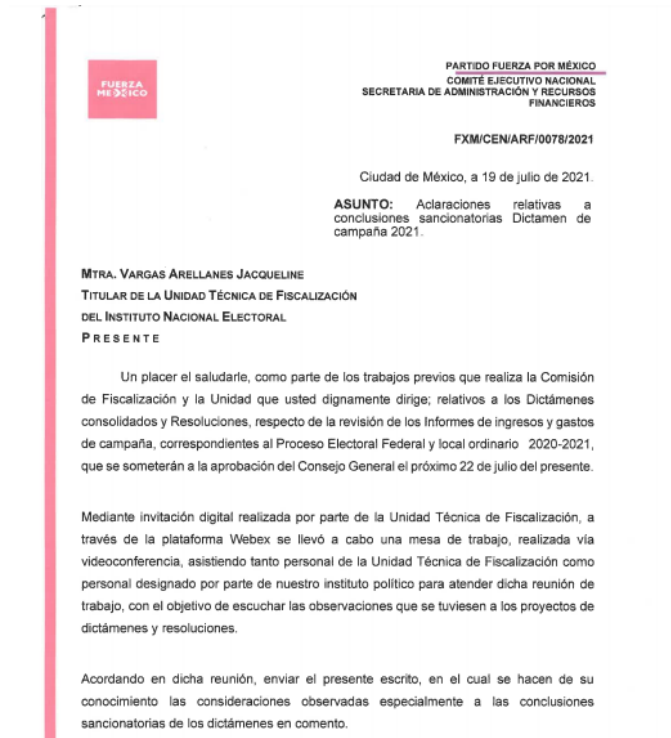 FUERZA
MEXICO
PARTIDO FUERZA POR MÉXICO
COMITÉ EJECUTIVO NACIONAL
SECRETARIA DE ADMINISTRACIÓN Y RECURSOS
FINANCIEROS
FXM/CEN/ARF/0078/2021
Ciudad de México, a 19 de julio de 2021.
ASUNTO: Aclaraciones relativas a
conclusiones sancionatorias Dictamen de
campaña 2021.
MTRA. VARGAS ARELLANES JACQUELINE
TITULAR DE LA UNIDAD TÉCNICA DE FISCALIZACIÓN
DEL INSTITUTO NACIONAL ELECTORAL
PRESENTE
Un placer el saludarle, como parte de los trabajos previos que realiza la Comisión
de Fiscalización y la Unidad que usted dignamente dirige; relativos a los Dictámenes
consolidados y Resoluciones, respecto de la revisión de los Informes de ingresos y gastos
de campaña, correspondientes al Proceso Electoral Federal y local ordinario 2020-2021,
que se someterán a la aprobación del Consejo General el próximo 22 de julio del presente.
Mediante invitación digital realizada por parte de la Unidad Técnica de Fiscalización, a
través de la plataforma Webex se llevó a cabo una mesa de trabajo, realizada vía
videoconferencia, asistiendo tanto personal de la Unidad Técnica de Fiscalización como
personal designado por parte de nuestro instituto político para atender dicha reunión de
trabajo, con el objetivo de escuchar las observaciones que se tuviesen a los proyectos de
dictámenes y resoluciones.
Acordando en dicha reunión, enviar el presente escrito, en el cual se hacen de su
conocimiento las consideraciones observadas especialmente a las conclusiones
sancionatorias de los dictámenes en comento.